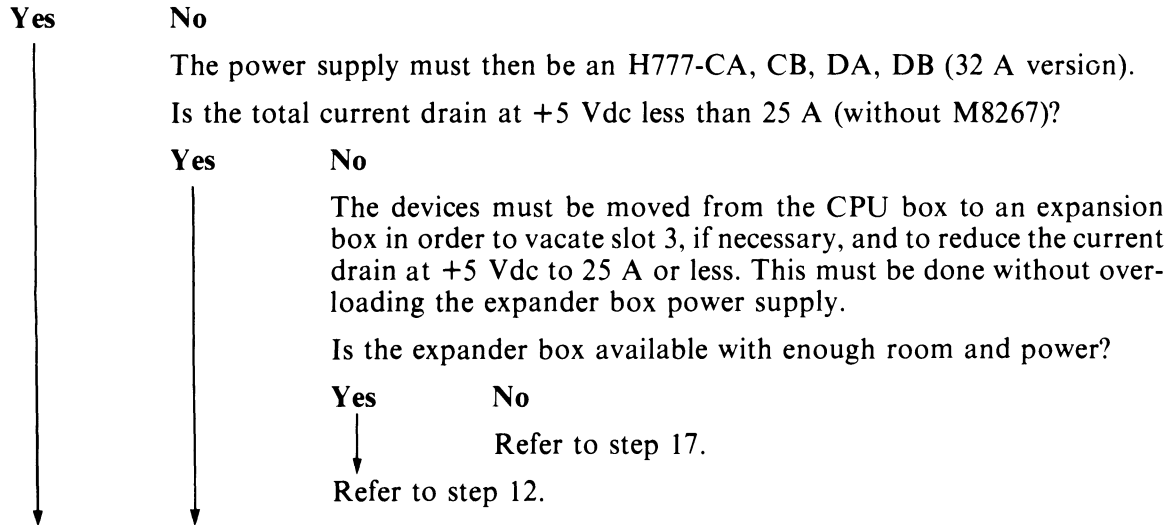 Yes No
The power supply must then be an H777-CA, CB, DA, DB (32 A version).
Is the total current drain at +5 Vdc less than 25 A (without M8267)?
Yes No
The devices must be moved from the CPU box to an expansion
box in order to vacate slot 3, if necessary, and to reduce the current
drain at +5 Vdc to 25 A or less. This must be done without over-
loading the expander box power supply.
Is the expander box available with enough room and power?
Yes No
Refer to step 17.
Refer to step 12.